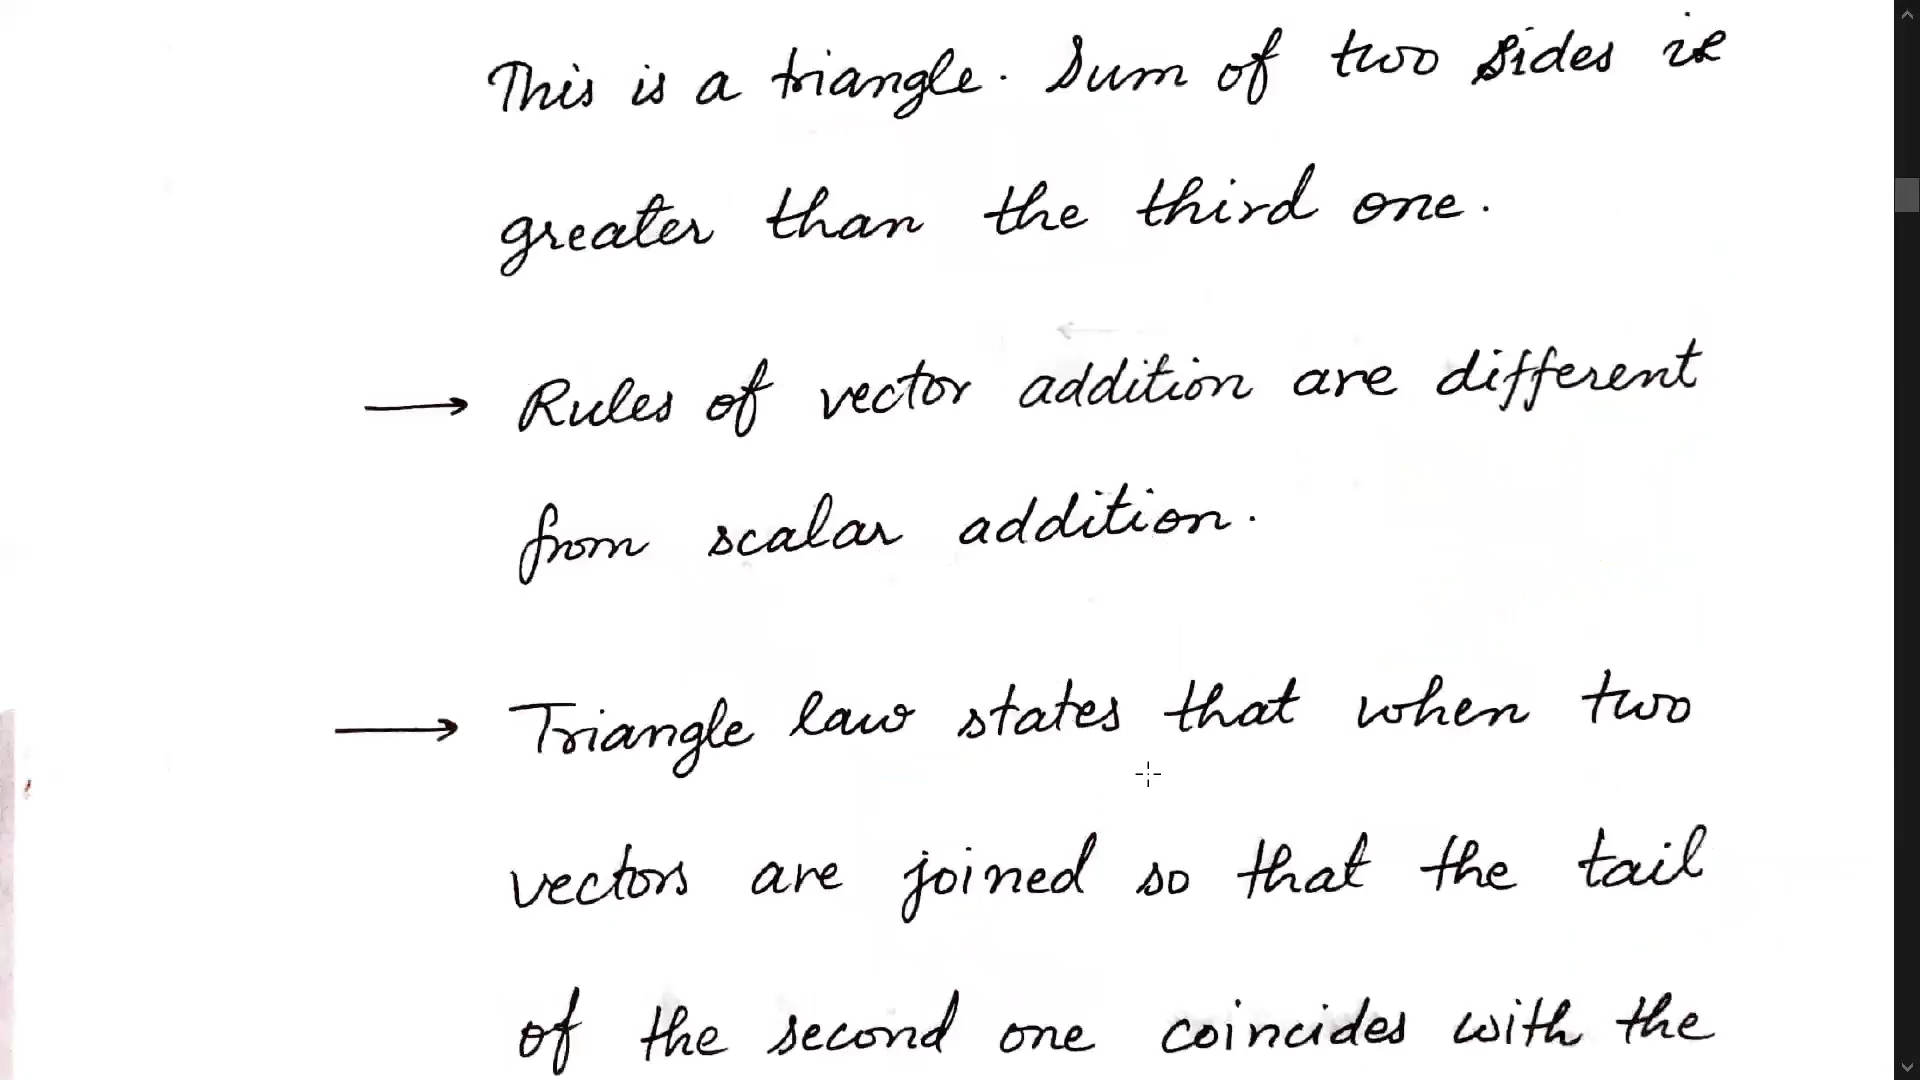 This is a triangle. Sum of two sides is
greater than the third one.
→ Rules of vector addition are different
from scalar addition.
→ Triangle law states that when two
vectors are joined so that the tail
of the second one coincides with the